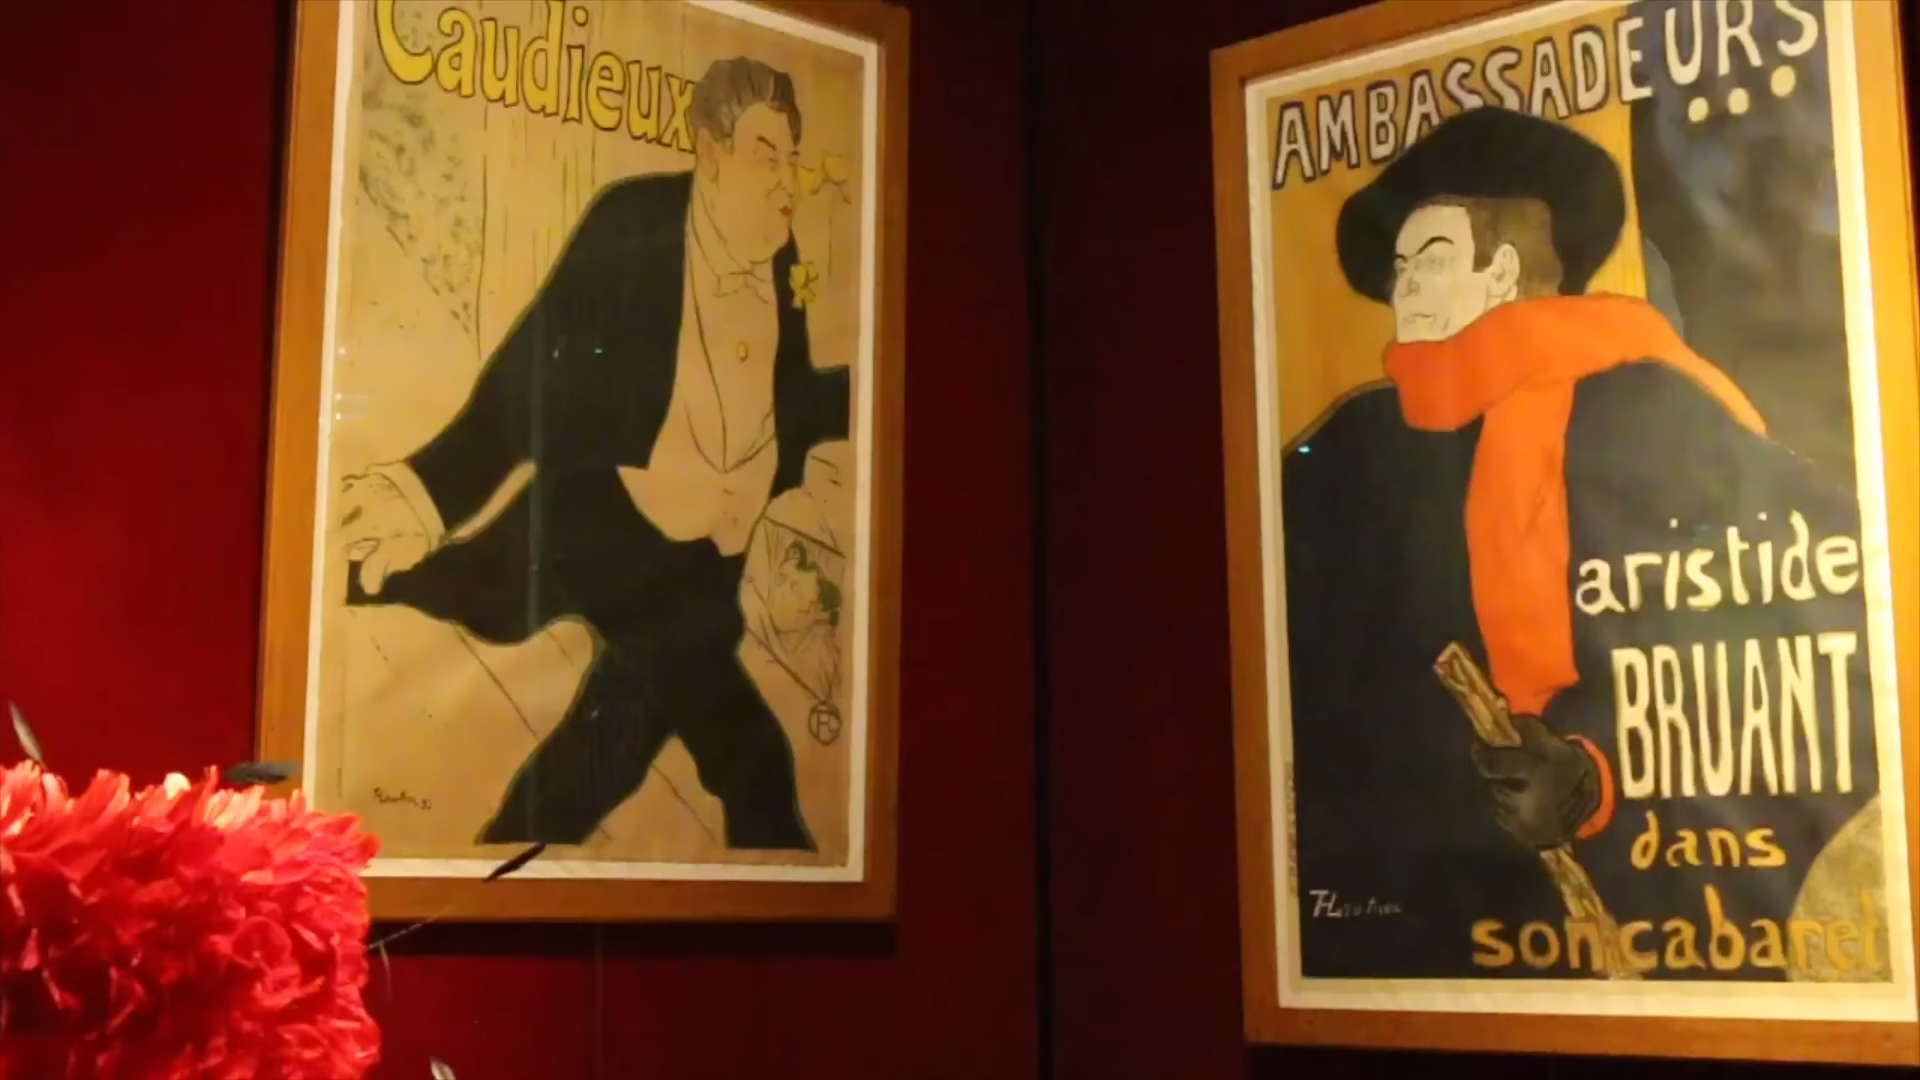 Caudieux
AMBASSADEURS...
aristide
BRUANT
dans
son cabaret